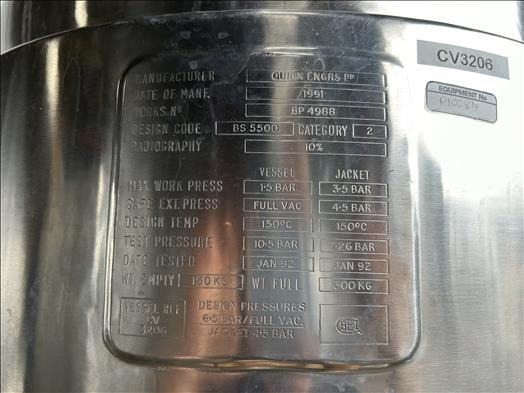 CV3206
EQUIPMENT No
MANUFACTURER QUINN ENGRS LTD
DATE OF MANF. 1991
WORKS No BP 4988
DESIGN CODE BS 5500 CATEGORY 2
RADIOGRAPHY 10%
VESSEL JACKET
MAX. WORK PRESS 1·5 BAR 3·5 BAR
SAFE EXT. PRESS FULL VAC 4·5 BAR
DESIGN TEMP 150°C 150°C
TEST PRESSURE 10·5 BAR 7·26 BAR
DATE TESTED JAN 92 JAN 92
WT. EMPTY KG WT. FULL 300 KG
VESSEL REF
CV
3206
DESIGN PRESSURES
6·5 BAR/FULL VAC.
JACKET 4·5 BAR